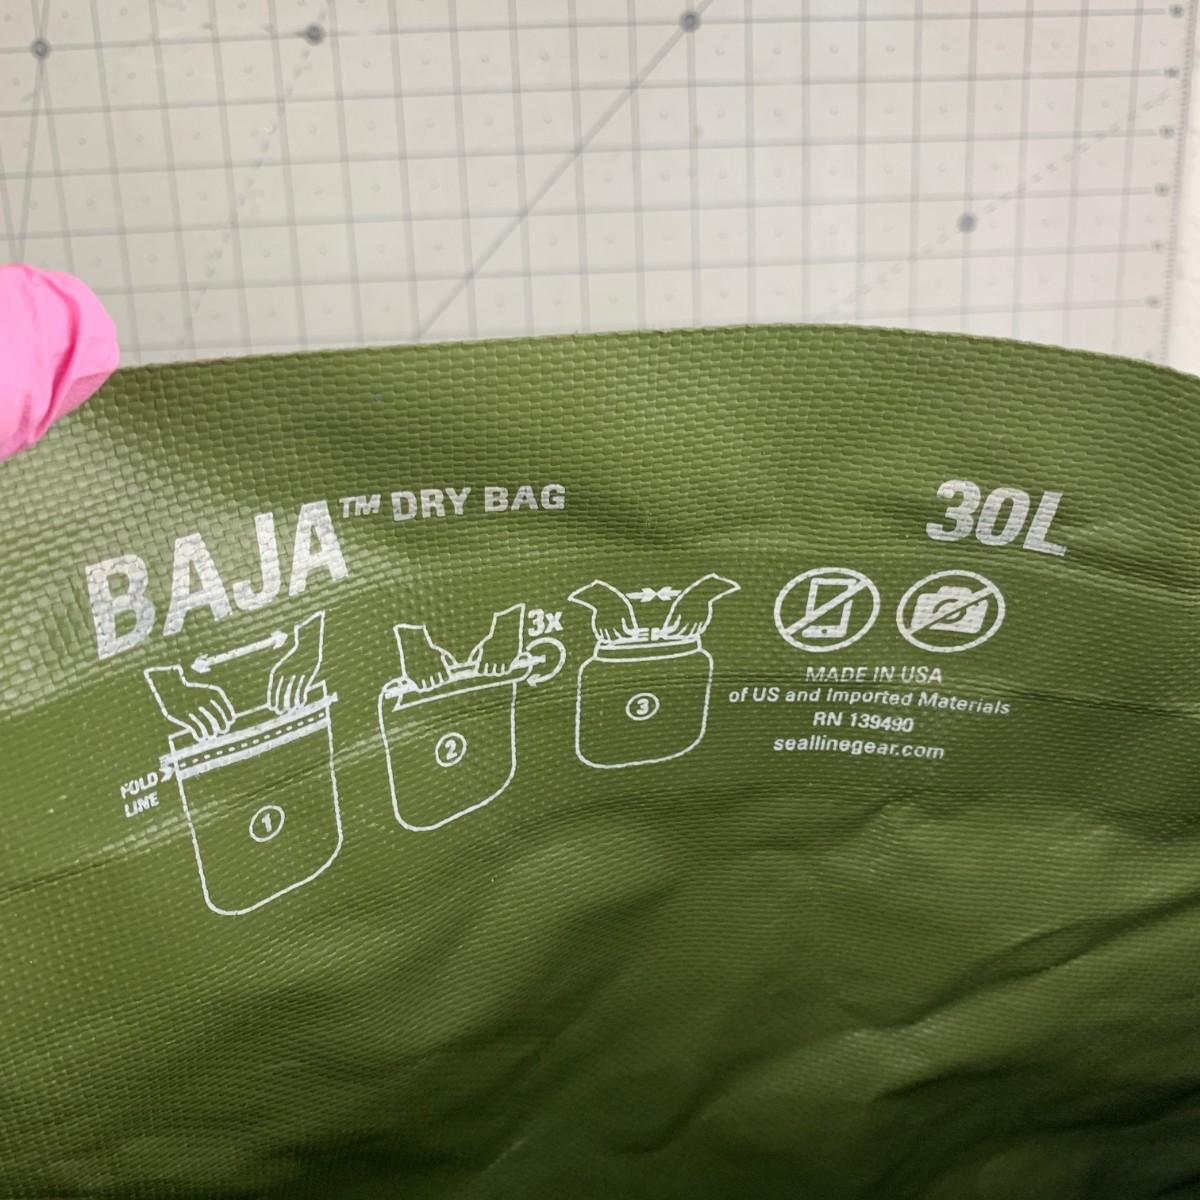 BAJA™ DRY BAG
30L
3x
FOLD
LINE
1
2
3
MADE IN USA
of US and Imported Materials
RN 139490
seallinegear.com